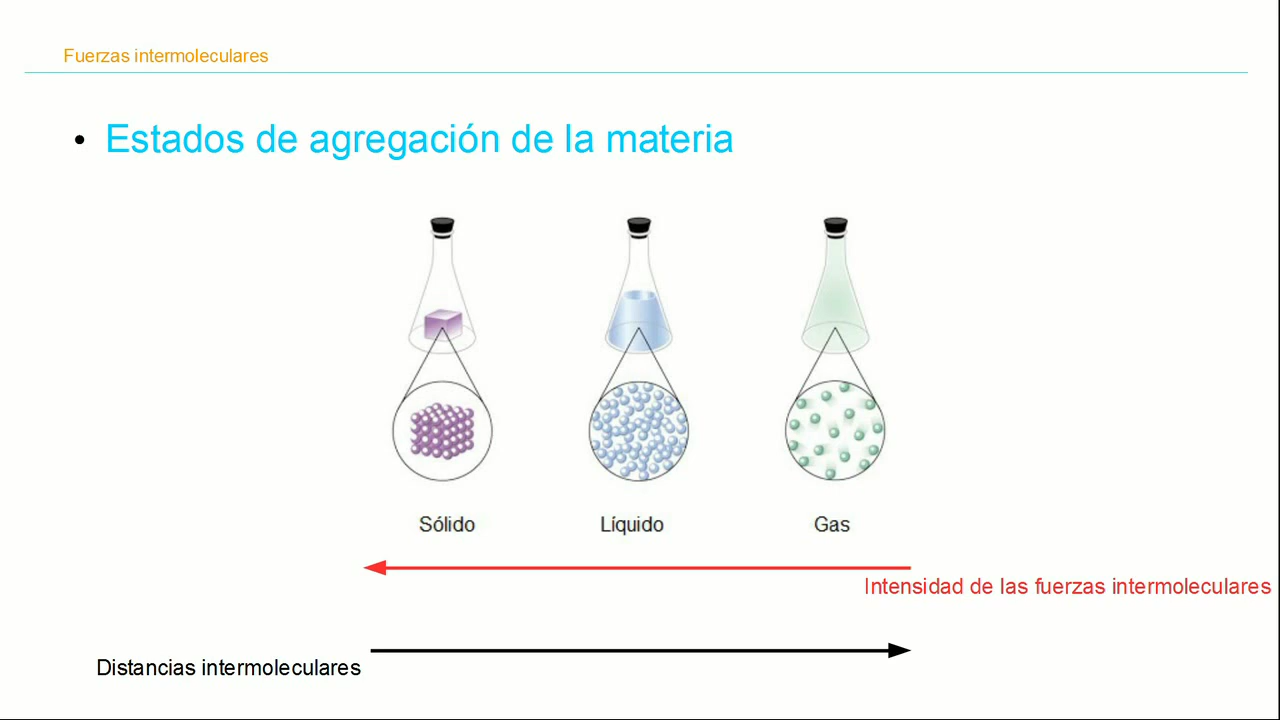 Fuerzas intermoleculares
• Estados de agregación de la materia
Sólido Líquido Gas
Intensidad de las fuerzas intermoleculares
Distancias intermoleculares